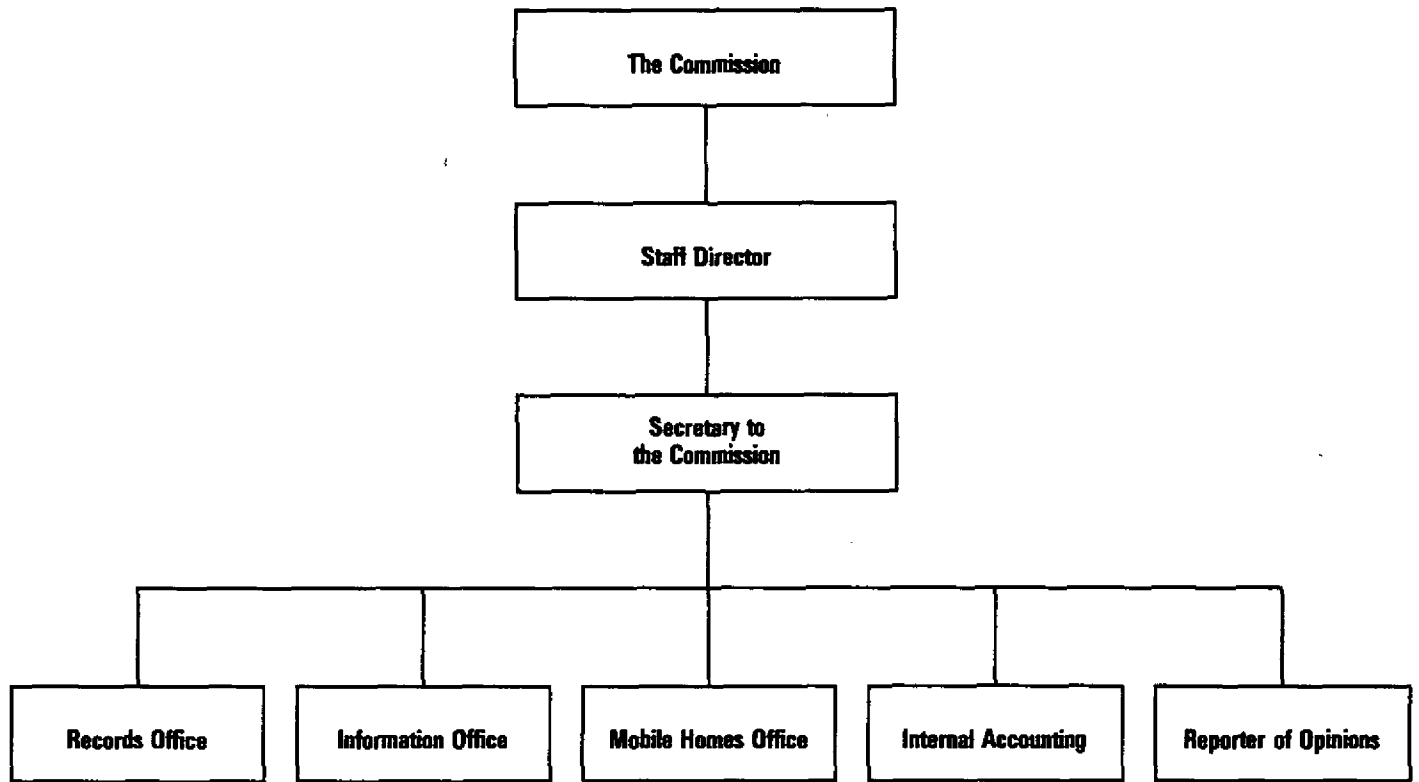 The Commission
Staff Director
Secretary to
the Commission
Records Office
Information Office
Mobile Homes Office
Internal Accounting
Reporter of Opinions